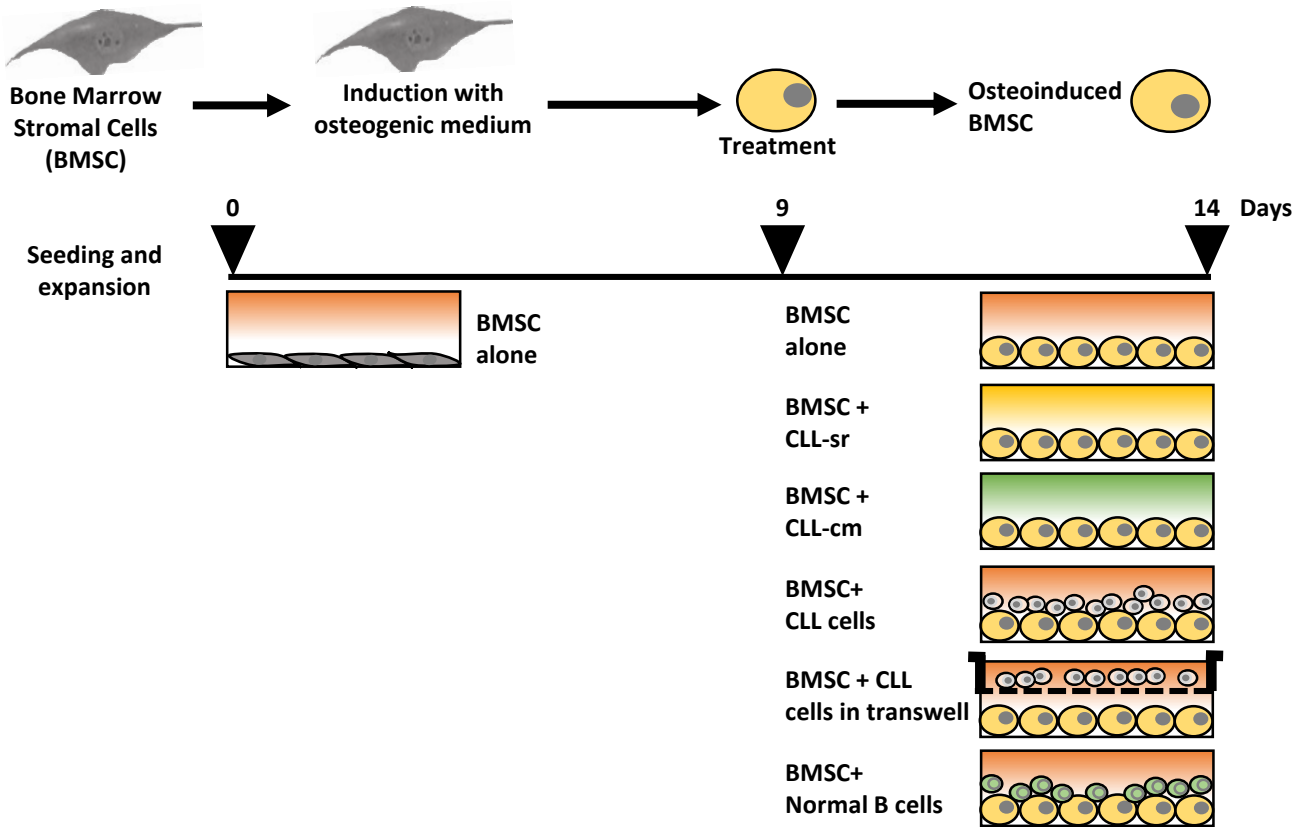 Bone Marrow
Stromal Cells
(BMSC)
Induction with
osteogenic medium
Treatment
Osteoinduced
BMSC
0
9
14 Days
Seeding and
expansion
BMSC
alone
BMSC
alone
BMSC +
CLL-sr
BMSC +
CLL-cm
BMSC+
CLL cells
BMSC + CLL
cells in transwell
BMSC+
Normal B cells